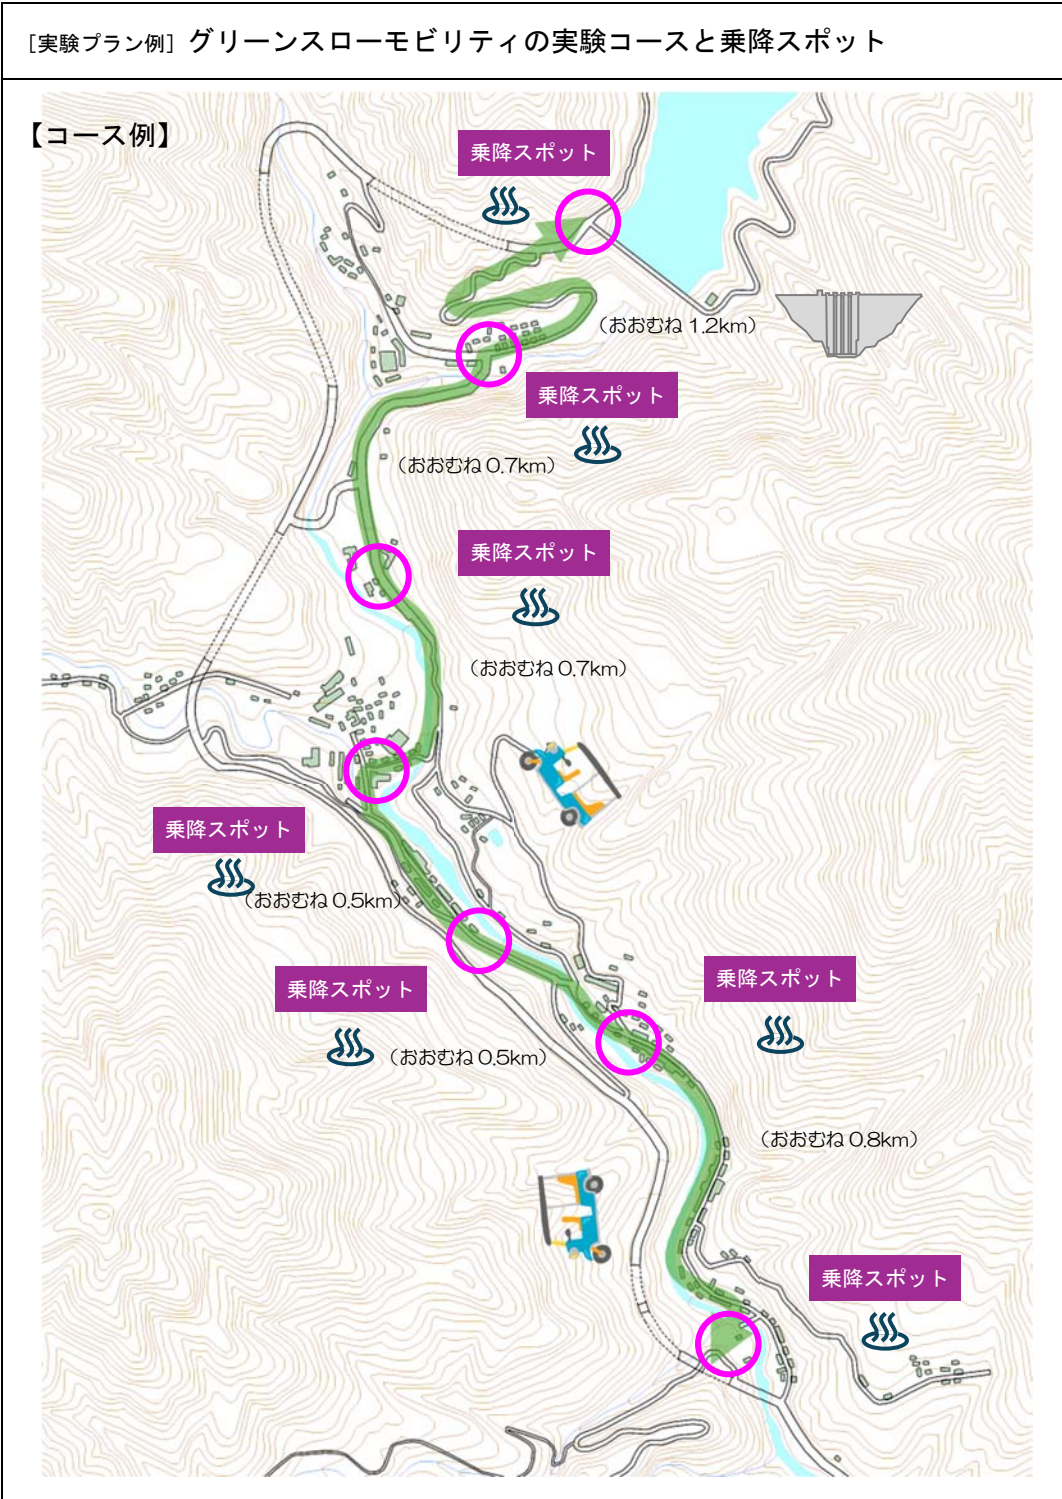 ［実験プラン例］グリーンスローモビリティの実験コースと乗降スポット
【コース例】
乗降スポット
（おおむね 1.2km）
乗降スポット
（おおむね 0.7km）
乗降スポット
（おおむね 0.7km）
乗降スポット
（おおむね 0.5km）
乗降スポット
乗降スポット
（おおむね 0.5km）
（おおむね 0.8km）
乗降スポット